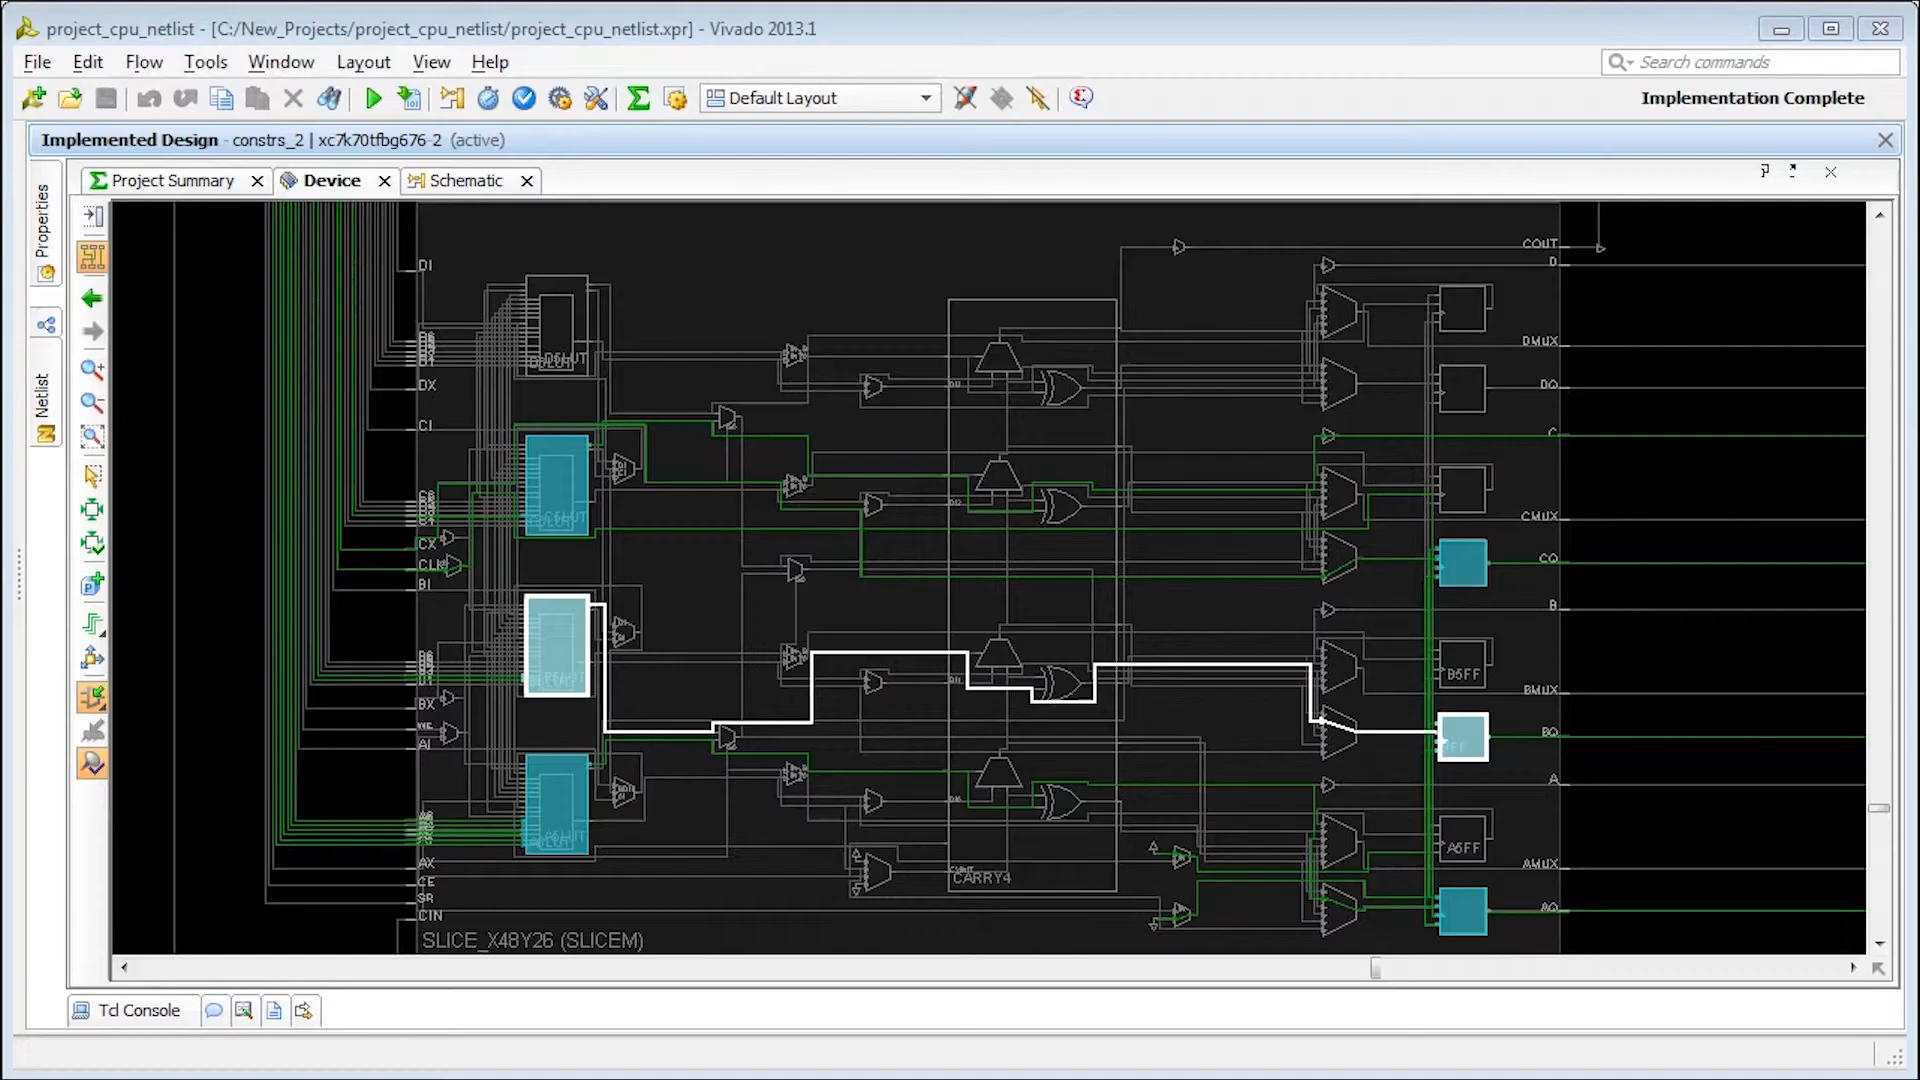 project_cpu_netlist - [C:/New_Projects/project_cpu_netlist/project_cpu_netlist.xpr] - Vivado 2013.1
File Edit Flow Tools Window Layout View Help
Search commands
Default Layout
Implementation Complete
Implemented Design - constrs_2 | xc7k70tfbg676-2 (active)
Project Summary
Device
Schematic
Properties
Netlist
COUT
D
DI
DMUX
DX
DQ
CI
C
CMUX
CX
CQ
CLK
BI
B
B5FF
BMUX
BX
BQ
AI
A
A5FF
AX
AMUX
CARRY4
CE
SR
AQ
CIN
SLICE_X48Y26 (SLICEM)
Tcl Console